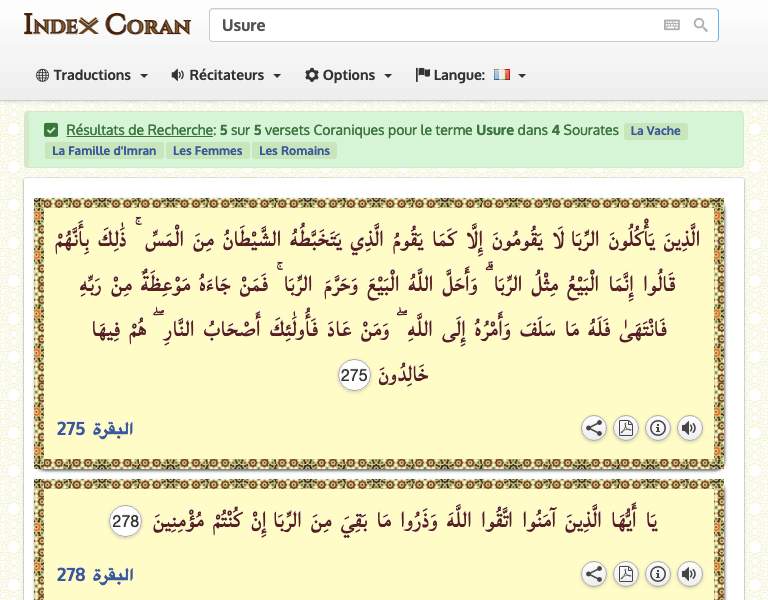 INDEX CORAN
Usure
Traductions Récitateurs Options Langue:
Résultats de Recherche: 5 sur 5 versets Coraniques pour le terme Usure dans 4 Sourates La Vache
La Famille d'Imran Les Femmes Les Romains
الَّذِينَ يَأْكُلُونَ الرِّبَا لَا يَقُومُونَ إِلَّا كَمَا يَقُومُ الَّذِي يَتَخَبَّطُهُ الشَّيْطَانُ مِنَ الْمَسِّ ۚ ذَٰلِكَ بِأَنَّهُمْ
قَالُوا إِنَّمَا الْبَيْعُ مِثْلُ الرِّبَا ۗ وَأَحَلَّ اللَّهُ الْبَيْعَ وَحَرَّمَ الرِّبَا ۚ فَمَنْ جَاءَهُ مَوْعِظَةٌ مِنْ رَبِّهِ
فَانْتَهَىٰ فَلَهُ مَا سَلَفَ وَأَمْرُهُ إِلَى اللَّهِ ۖ وَمَنْ عَادَ فَأُولَٰئِكَ أَصْحَابُ النَّارِ ۖ هُمْ فِيهَا
خَالِدُونَ 275
البقرة 275
يَا أَيُّهَا الَّذِينَ آمَنُوا اتَّقُوا اللَّهَ وَذَرُوا مَا بَقِيَ مِنَ الرِّبَا إِنْ كُنْتُمْ مُؤْمِنِينَ 278
البقرة 278